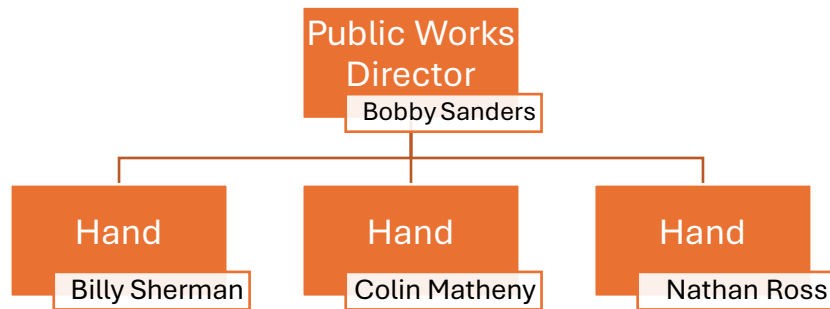 Public Works
Director
Bobby Sanders
Hand
Billy Sherman
Hand
Colin Matheny
Hand
Nathan Ross